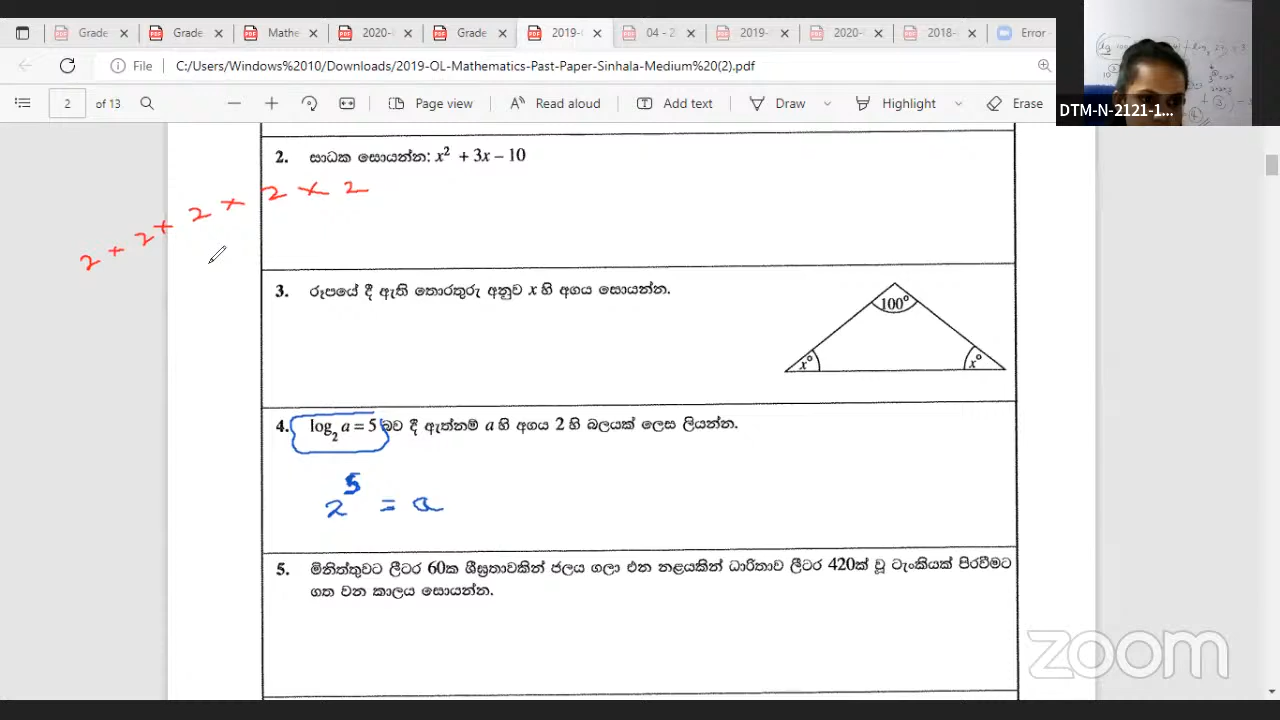 Grade
Grade
Mathe
2020-
Grade
2019-
04 - 2
2019-
2020-
2018-
Error -
File
C:/Users/Windows%2010/Downloads/2019-OL-Mathematics-Past-Paper-Sinhala-Medium%20(2).pdf
2 of 13
Page view
Read aloud
Add text
Draw
Highlight
Erase
DTM-N-2121-1...
2. සාධක සොයන්න: x² + 3x – 10
2 × 2 × 2 × 2 × 2
3. රූපයේ දී ඇති තොරතුරු අනුව x හි අගය සොයන්න.
100°
x°
x°
4. log₂ a = 5 බව දී ඇත්නම් a හි අගය 2 හි බලයක් ලෙස ලියන්න.
2⁵ = a
5. මිනිත්තුවට ලීටර 60ක ශීඝ්‍රතාවකින් ජලය ගලා එන නළයකින් ධාරිතාව ලීටර 420ක් වූ ටැංකියක් පිරවීමට
ගත වන කාලය සොයන්න.
zoom